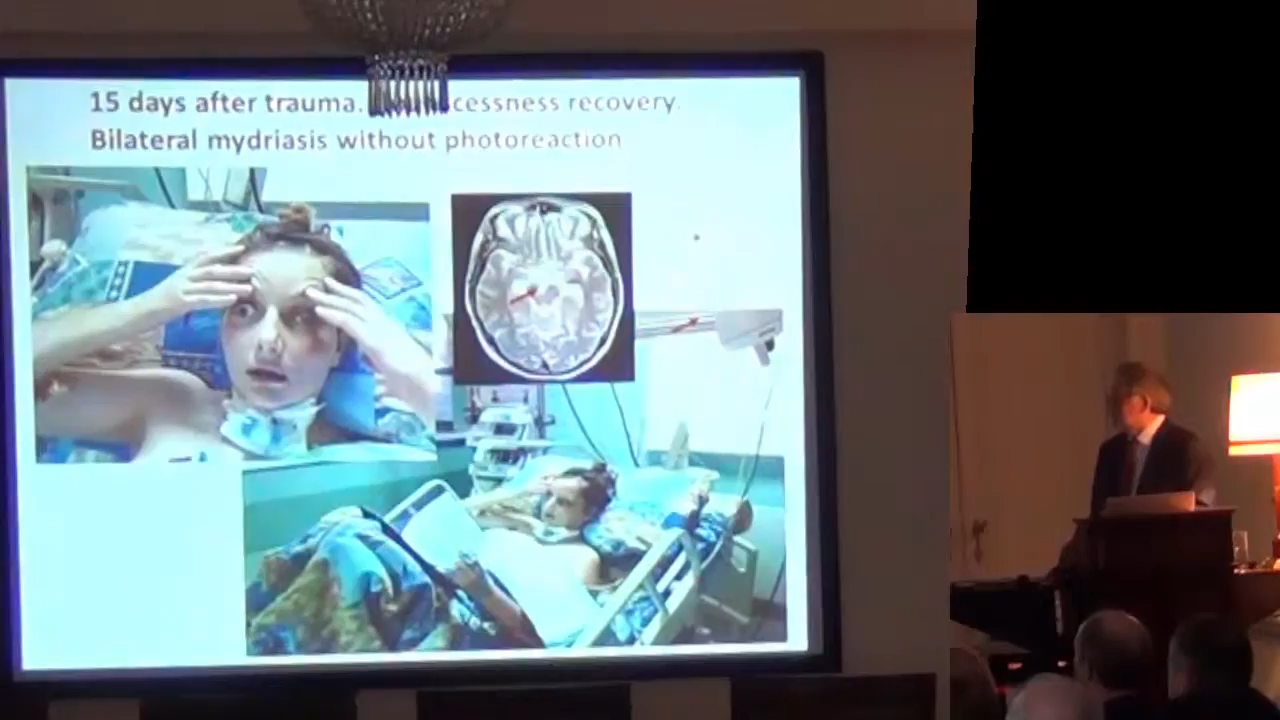 15 days after trauma. cessness recovery.
Bilateral mydriasis without photoreaction